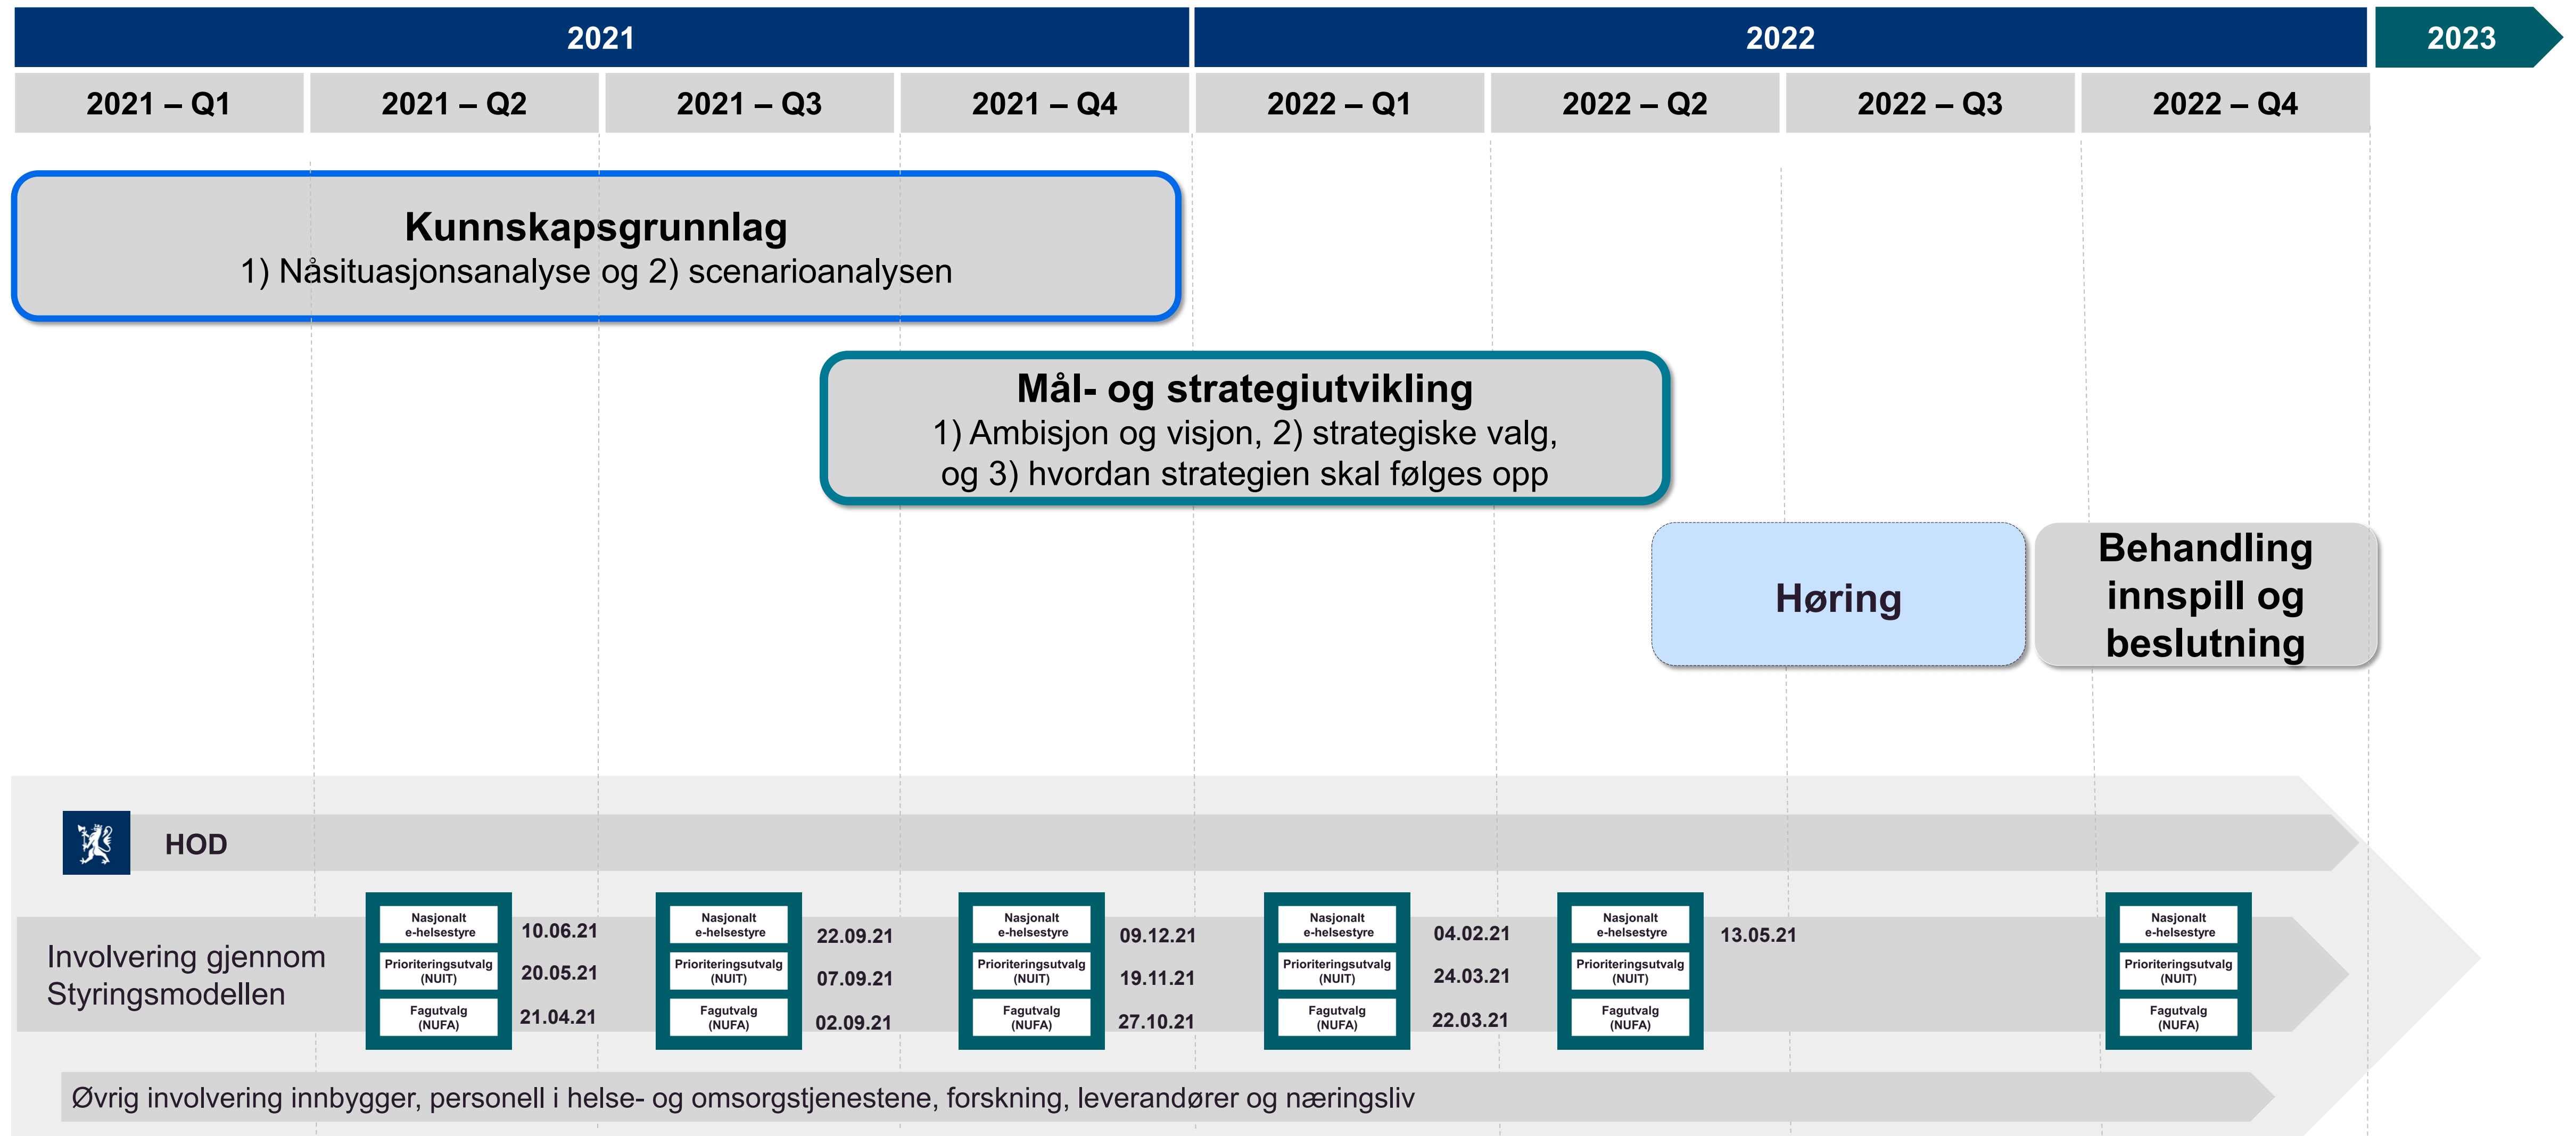 2021
2022
2023
2021 – Q1
2021 – Q2
2021 – Q3
2021 – Q4
2022 – Q1
2022 – Q2
2022 – Q3
2022 – Q4
Kunnskapsgrunnlag
1) Nåsituasjonsanalyse og 2) scenarioanalysen
Mål- og strategiutvikling
1) Ambisjon og visjon, 2) strategiske valg,
og 3) hvordan strategien skal følges opp
Høring
Behandling
innspill og
beslutning
HOD
Involvering gjennom
Styringsmodellen
Nasjonalt
e-helsestyre
Prioriteringsutvalg
(NUIT)
Fagutvalg
(NUFA)
10.06.21
20.05.21
21.04.21
Nasjonalt
e-helsestyre
Prioriteringsutvalg
(NUIT)
Fagutvalg
(NUFA)
22.09.21
07.09.21
02.09.21
Nasjonalt
e-helsestyre
Prioriteringsutvalg
(NUIT)
Fagutvalg
(NUFA)
09.12.21
19.11.21
27.10.21
Nasjonalt
e-helsestyre
Prioriteringsutvalg
(NUIT)
Fagutvalg
(NUFA)
04.02.21
24.03.21
22.03.21
Nasjonalt
e-helsestyre
Prioriteringsutvalg
(NUIT)
Fagutvalg
(NUFA)
13.05.21
Nasjonalt
e-helsestyre
Prioriteringsutvalg
(NUIT)
Fagutvalg
(NUFA)
Øvrig involvering innbygger, personell i helse- og omsorgstjenestene, forskning, leverandører og næringsliv